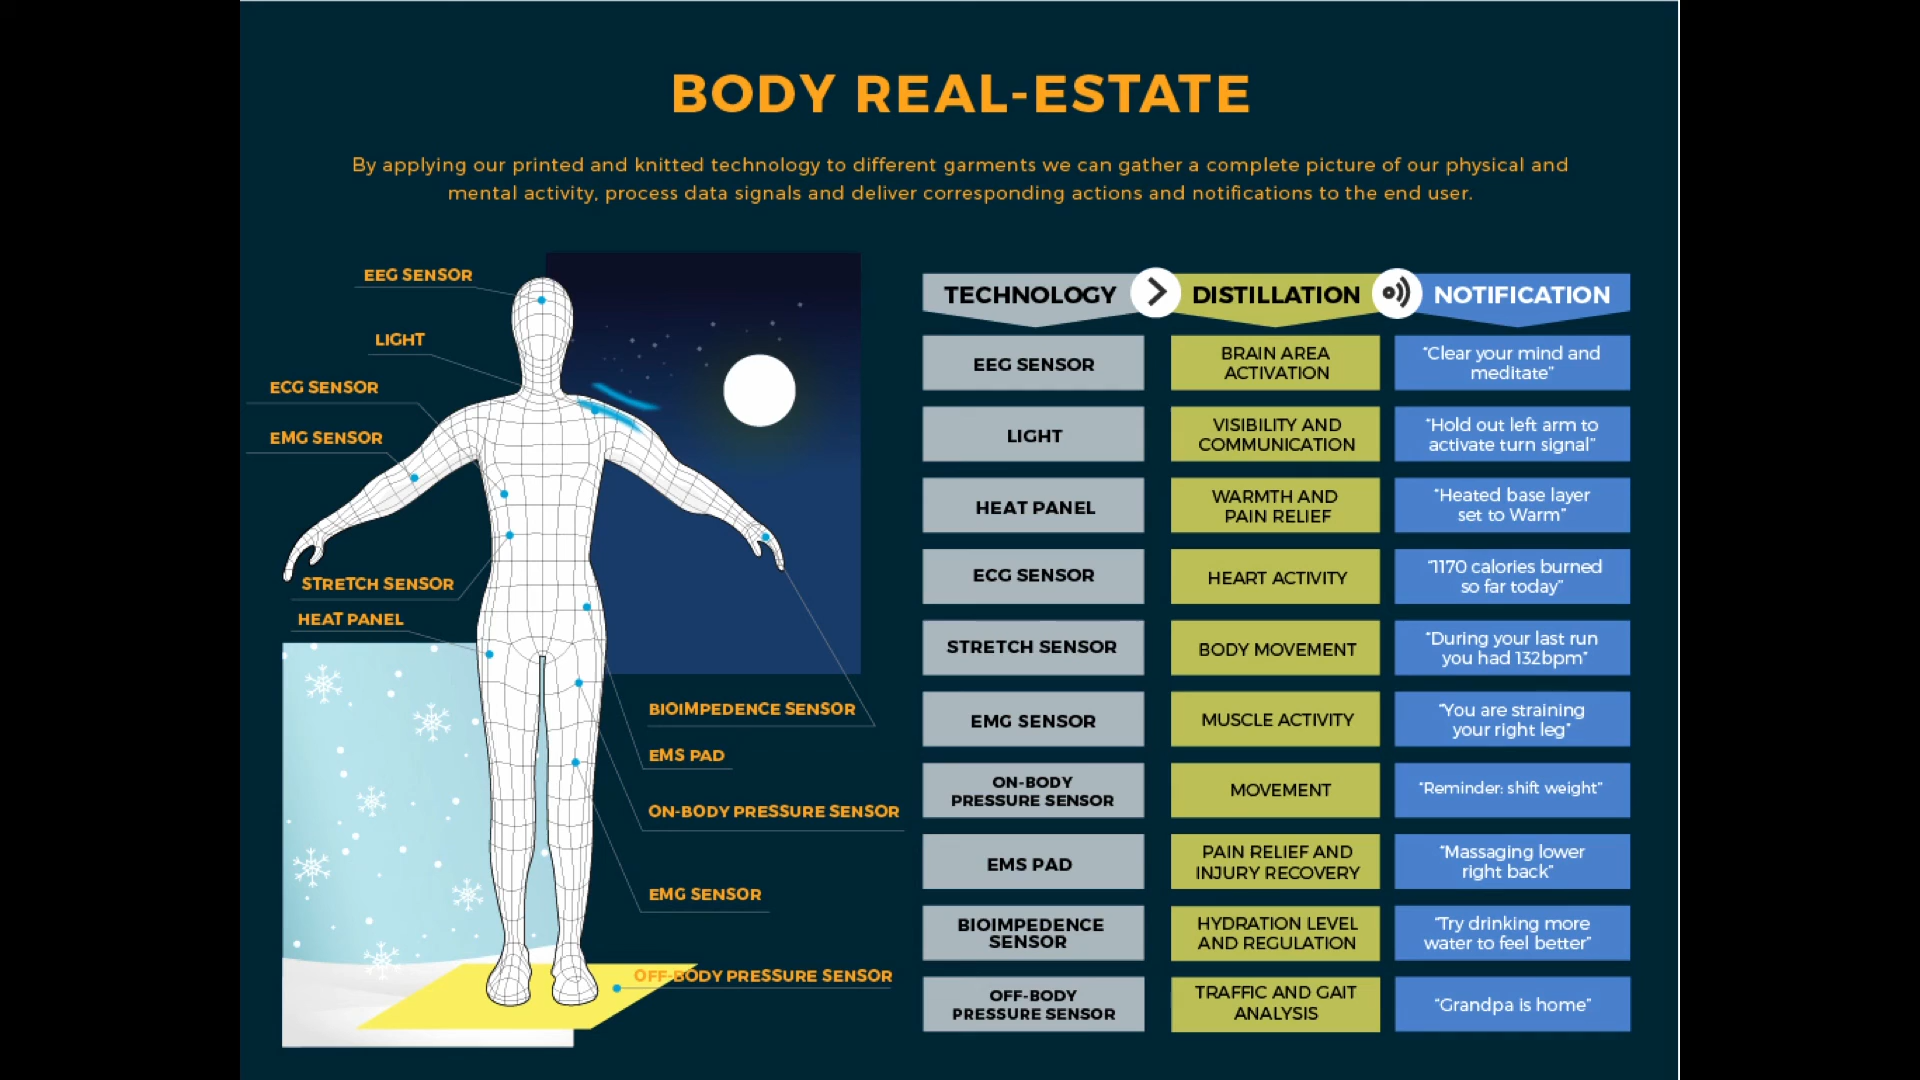 BODY REAL-ESTATE
By applying our printed and knitted technology to different garments we can gather a complete picture of our physical and
mental activity, process data signals and deliver corresponding actions and notifications to the end user.
EEG SENSOR
LIGHT
ECG SENSOR
EMG SENSOR
STRETCH SENSOR
HEAT PANEL
BIOIMPEDENCE SENSOR
EMS PAD
ON-BODY PRESSURE SENSOR
EMG SENSOR
OFF-BODY PRESSURE SENSOR
TECHNOLOGY
DISTILLATION
NOTIFICATION
EEG SENSOR
BRAIN AREA
ACTIVATION
"Clear your mind and
meditate"
LIGHT
VISIBILITY AND
COMMUNICATION
"Hold out left arm to
activate turn signal"
HEAT PANEL
WARMTH AND
PAIN RELIEF
"Heated base layer
set to Warm"
ECG SENSOR
HEART ACTIVITY
"1170 calories burned
so far today"
STRETCH SENSOR
BODY MOVEMENT
"During your last run
you had 132bpm"
EMG SENSOR
MUSCLE ACTIVITY
"You are straining
your right leg"
ON-BODY
PRESSURE SENSOR
MOVEMENT
"Reminder: shift weight"
EMS PAD
PAIN RELIEF AND
INJURY RECOVERY
"Massaging lower
right back"
BIOIMPEDENCE
SENSOR
HYDRATION LEVEL
AND REGULATION
"Try drinking more
water to feel better"
OFF-BODY
PRESSURE SENSOR
TRAFFIC AND GAIT
ANALYSIS
"Grandpa is home"